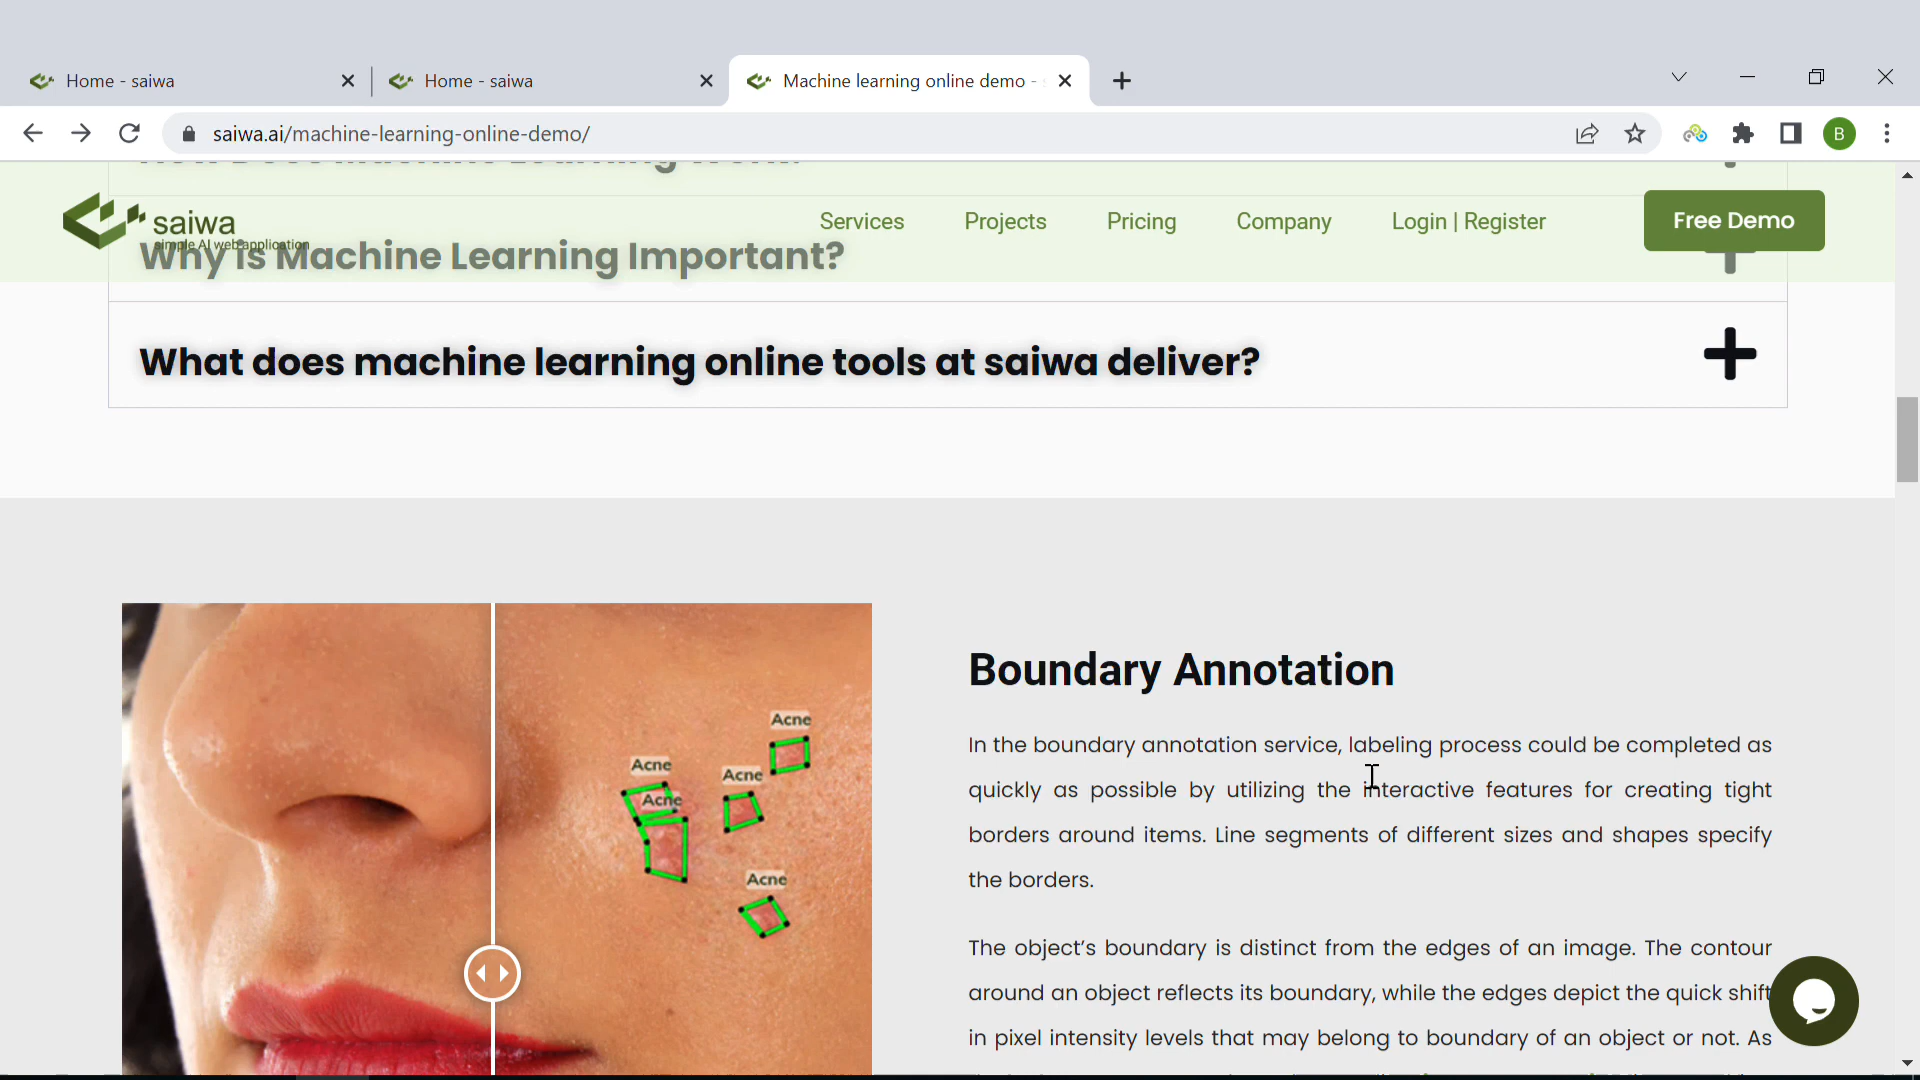 Home - saiwa
Home - saiwa
Machine learning online demo -
saiwa.ai/machine-learning-online-demo/
B
How Does Machine Learning Work?
saiwa
simple AI web application
Services
Projects
Pricing
Company
Login | Register
Free Demo
Why is Machine Learning Important?
What does machine learning online tools at saiwa deliver?
Acne
Acne
Acne
Acne
Acne
Boundary Annotation
In the boundary annotation service, labeling process could be completed as
quickly as possible by utilizing the interactive features for creating tight
borders around items. Line segments of different sizes and shapes specify
the borders.
The object's boundary is distinct from the edges of an image. The contour
around an object reflects its boundary, while the edges depict the quick shift
in pixel intensity levels that may belong to boundary of an object or not. As